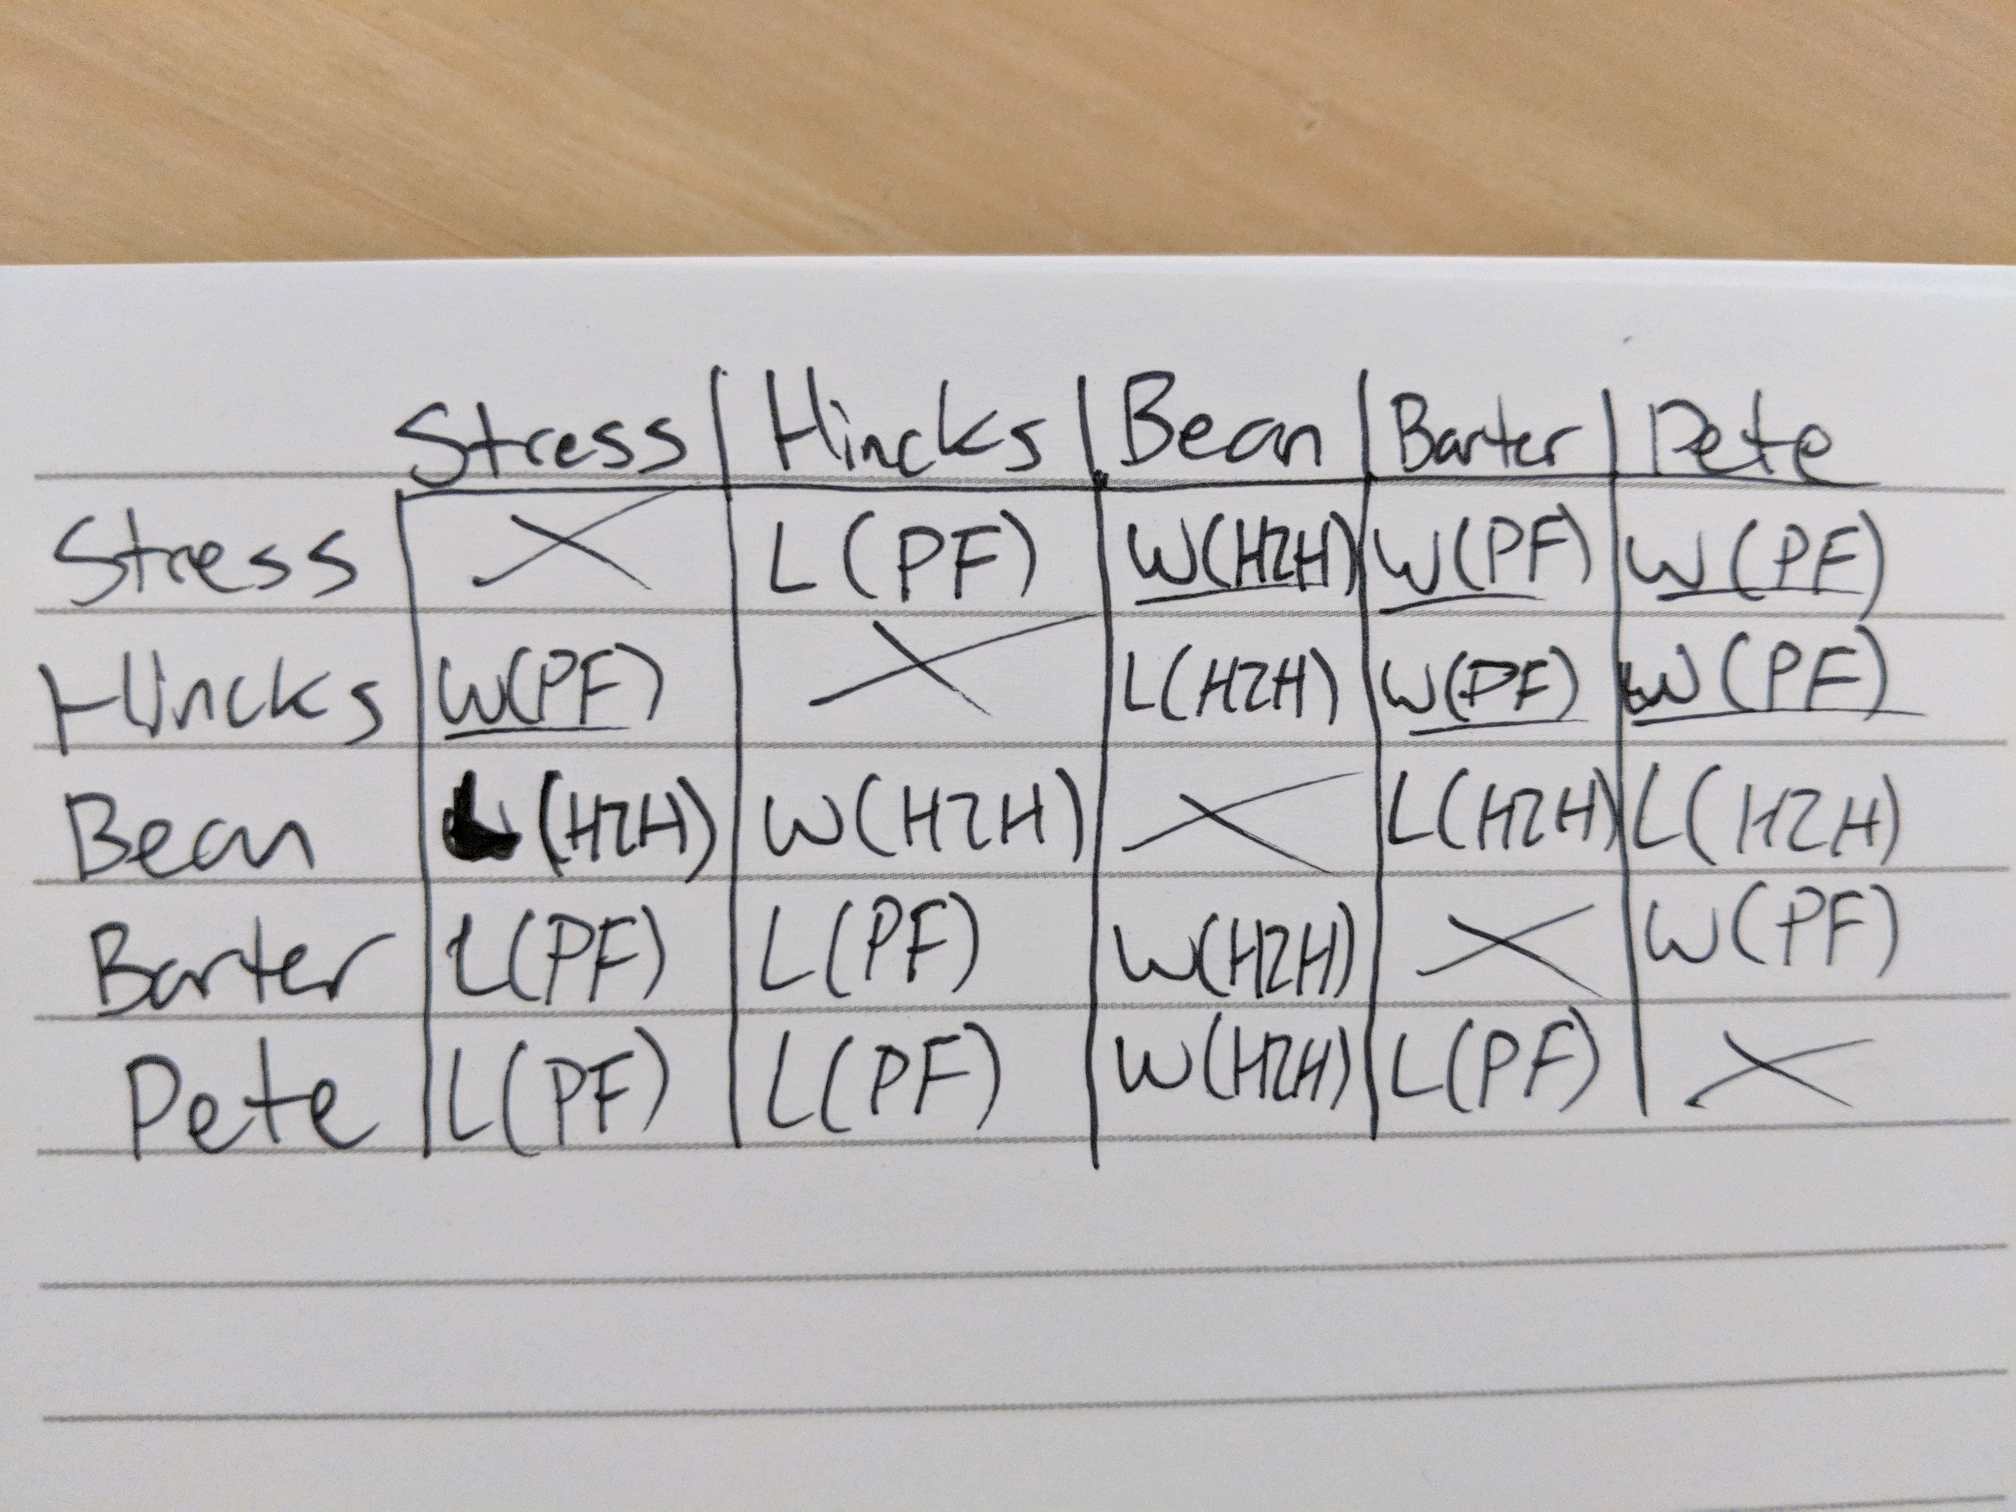 Stress Hincks Bean Barter Pete
Stress X L (PF) W(H2H) W(PF) W (PF)
Hincks W(PF) X L(H2H) W(PF) W (PF)
Bean L (H2H) W (H2H) X L(H2H) L (H2H)
Barter L(PF) L (PF) W(H2H) X W (PF)
Pete L(PF) L(PF) W(H2H) L(PF) X